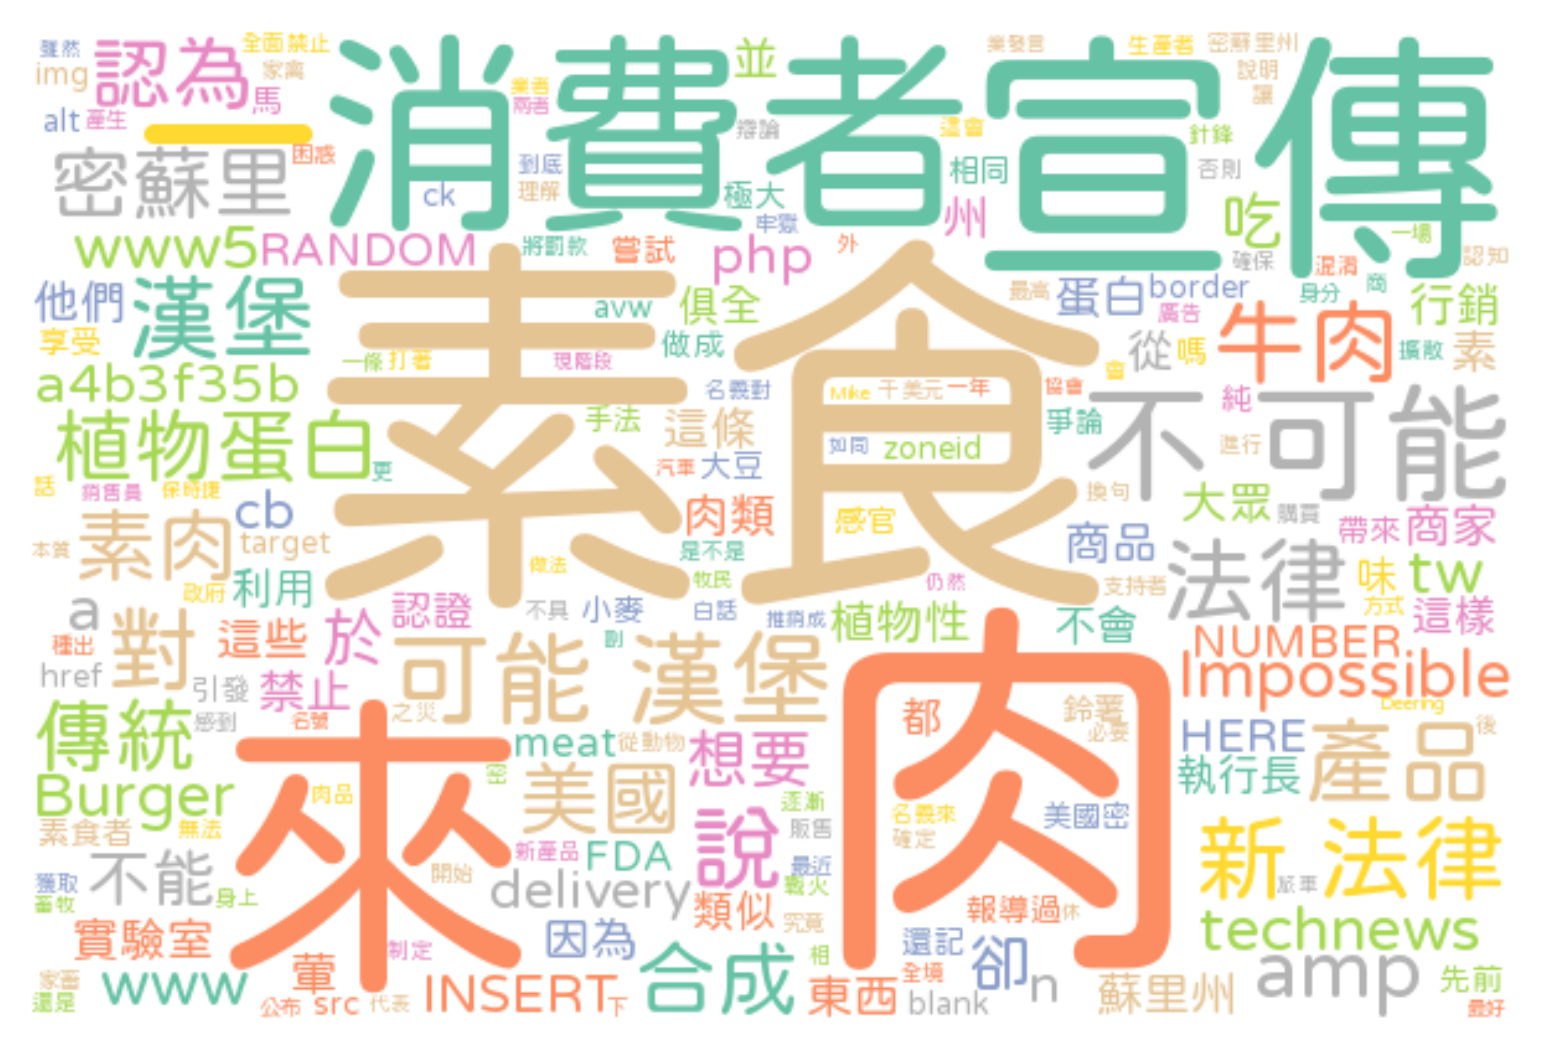 雖然
認為
全面禁止
img
家禽
馬
alt
產生
一
困惑
密蘇里
消費者
宣傳
業者
兩者
並
辯論
業發言
生產者
密蘇里州
說明
讓
這會
針鋒
到底
理解
ck
極大
牢獄
相同
州
否則
吃
一場
確保
混淆
認知
www5
RANDOM
將罰款
嘗試
php
外
他們
漢堡
享受
avw
俱全
做成
最高
蛋白
border
廣告
身分
商
行銷
牛肉
從
嗎
會
擴散
素
一條
打著
現階段
名義對
Mike
千美元
一年
協會
純
a4b3f35b
植物蛋白
更
素食
手法
這條
汽車
大豆
如同
zoneid
爭論
進行
不可能
話
銷售員
保時捷
本質
素肉
cb
target
肉類
是不是
感官
換句
大眾
購買
帶來
商家
商品
法律
味
tw
方式
這樣
政府
利用
做法
牧民
仍然
支持者
a
種出
對
這些
於
認證
不具
小麥
副
白話
推銷成
植物性
不會
NUMBER
Impossible
Deering
href
引發
禁止
可能
漢堡
肉
傳統
感到
名號
之災
來
meat
從動物
想要
都
鈴薯
必要
HERE
產品
後
執行長
Burger
素食者
無法
肉品
美國
說
逐漸
販售
名義來
確定
美國密
獲取
畜牧
不能
身上
開始
新產品
FDA
最近
戰火
新
法律
旅車
delivery
類似
究竟
報導過
休
technews
實驗室
制定
因為
還記
家畜
還是
www
葷
公布
src
代表
INSERT
下
合成
相
東西
全境
卻
blank
n
蘇里州
amp
先前
最好